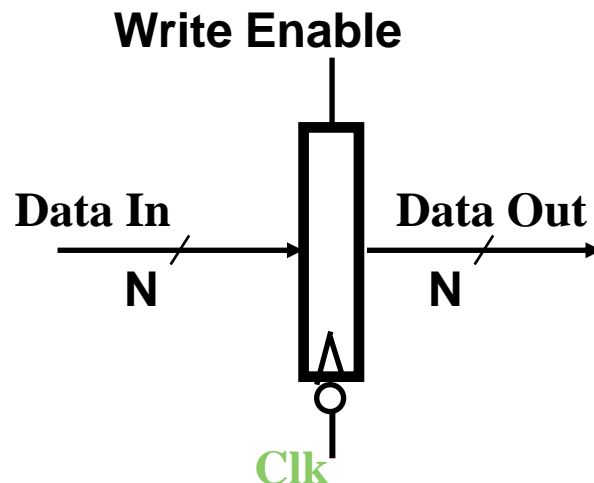 Write Enable
Data In
Data Out
N
N
Clk